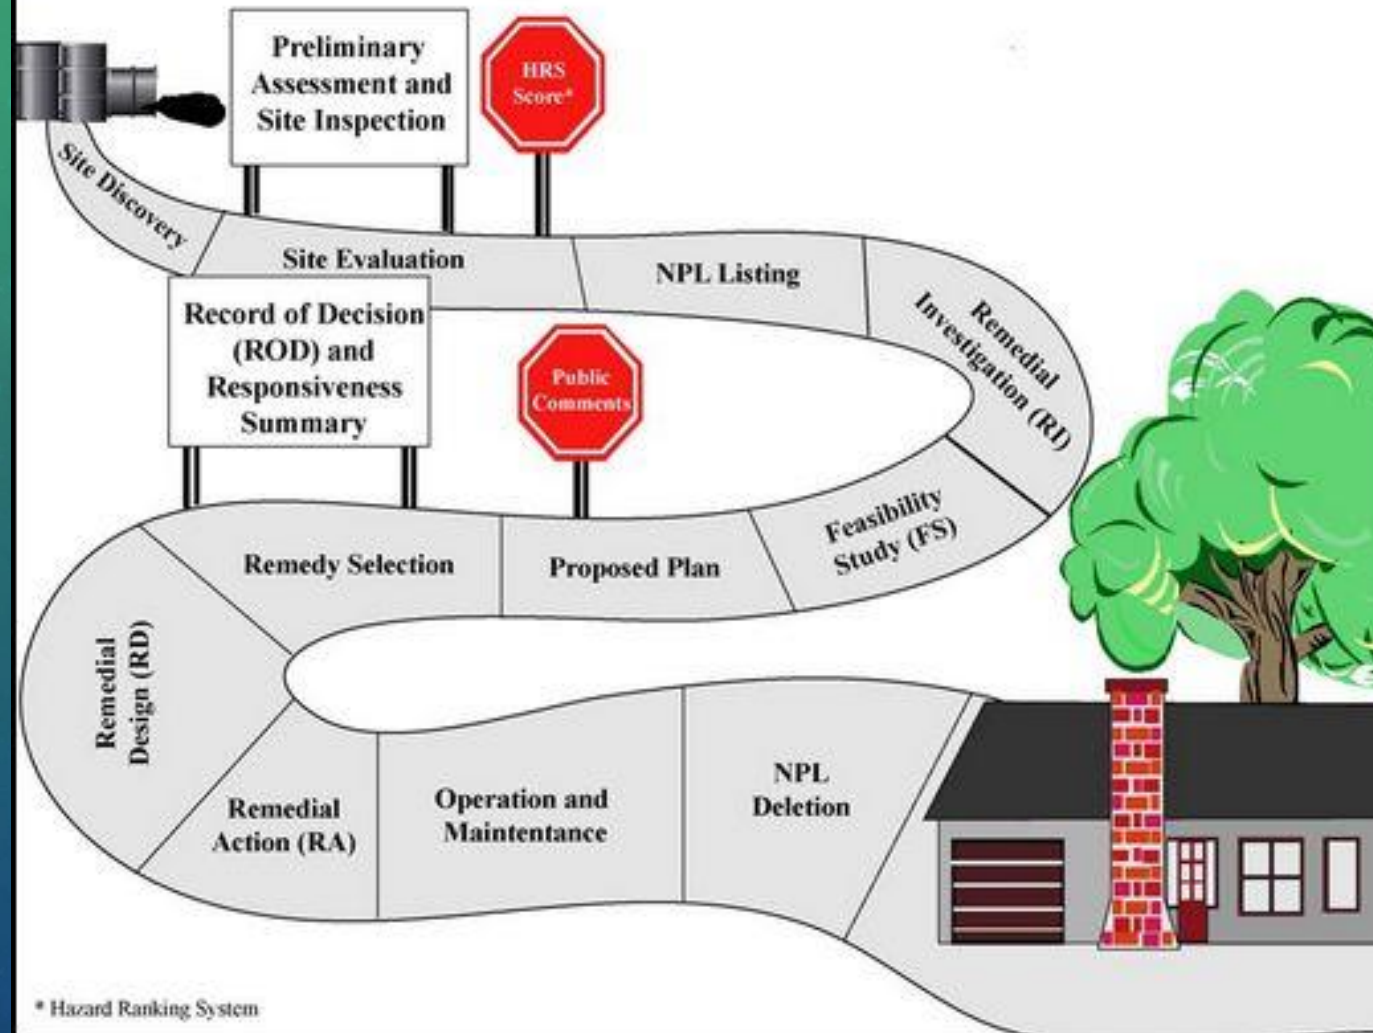 Preliminary
Assessment and
Site Inspection
HRS
Score*
Site Discovery
Site Evaluation
NPL Listing
Remedial
Investigation (RI)
Record of Decision
(ROD) and
Responsiveness
Summary
Public
Comments
Feasibility
Study (FS)
Proposed Plan
Remedy Selection
Remedial
Design (RD)
Remedial
Action (RA)
Operation and
Maintentance
NPL
Deletion
* Hazard Ranking System